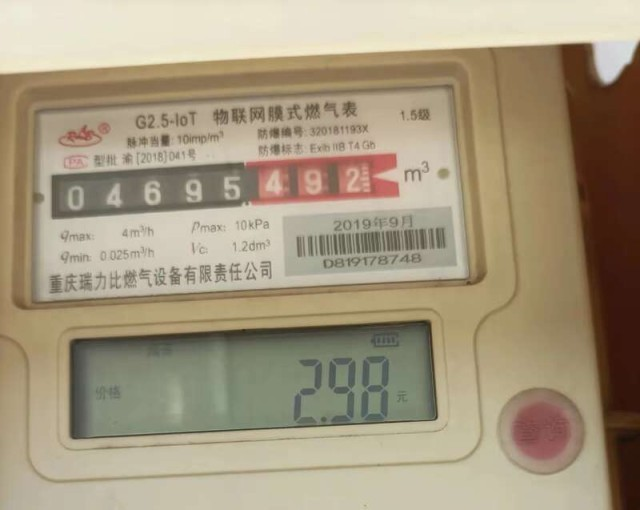 G2.5-IoT 物联网膜式燃气表 1.5级
脉冲当量: 10imp/m³ 防爆编号: 320181193X
PA 型批 渝 [2018] 041号 防爆标志: ExibⅡB T4 Gb
04695492 m³
qmax: 4m³/h pmax: 10kPa
qmin: 0.025m³/h Vc: 1.2dm³
2019年9月
D819178748
重庆瑞力比燃气设备有限责任公司
价格 2.98 元